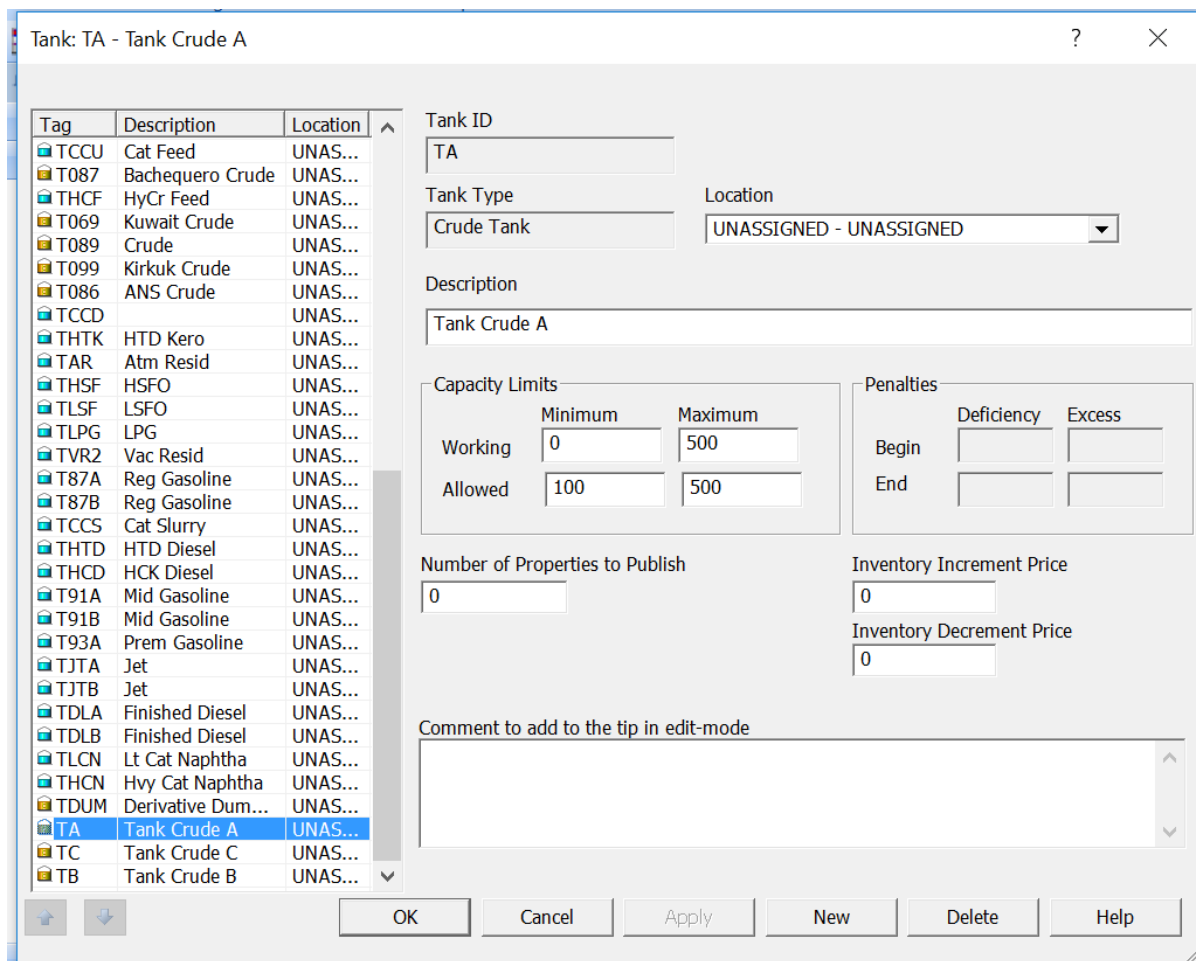 Tank: TA - Tank Crude A
?
Tag Description Location
TCCU Cat Feed UNAS...
T087 Bachequero Crude UNAS...
THCF HyCr Feed UNAS...
T069 Kuwait Crude UNAS...
T089 Crude UNAS...
T099 Kirkuk Crude UNAS...
T086 ANS Crude UNAS...
TCCD UNAS...
THTK HTD Kero UNAS...
TAR Atm Resid UNAS...
THSF HSFO UNAS...
TLSF LSFO UNAS...
TLPG LPG UNAS...
TVR2 Vac Resid UNAS...
T87A Reg Gasoline UNAS...
T87B Reg Gasoline UNAS...
TCCS Cat Slurry UNAS...
THTD HTD Diesel UNAS...
THCD HCK Diesel UNAS...
T91A Mid Gasoline UNAS...
T91B Mid Gasoline UNAS...
T93A Prem Gasoline UNAS...
TJTA Jet UNAS...
TJTB Jet UNAS...
TDLA Finished Diesel UNAS...
TDLB Finished Diesel UNAS...
TLCN Lt Cat Naphtha UNAS...
THCN Hvy Cat Naphtha UNAS...
TDUM Derivative Dum... UNAS...
TA Tank Crude A UNAS...
TC Tank Crude C UNAS...
TB Tank Crude B UNAS...
Tank ID
TA
Tank Type Location
Crude Tank UNASSIGNED - UNASSIGNED
Description
Tank Crude A
Capacity Limits
Minimum Maximum
Working 0 500
Allowed 100 500
Penalties
Deficiency Excess
Begin
End
Number of Properties to Publish
0
Inventory Increment Price
0
Inventory Decrement Price
0
Comment to add to the tip in edit-mode
OK Cancel Apply New Delete Help